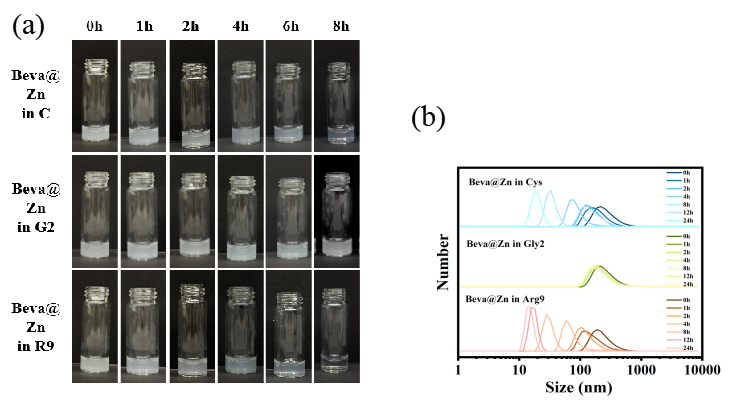 (a)
0h 1h 2h 4h 6h 8h
Beva@
Zn
in C
Beva@
Zn
in G2
Beva@
Zn
in R9
(b)
Number
Beva@Zn in Cys
0h
1h
2h
4h
8h
12h
24h
Beva@Zn in Gly2
0h
1h
2h
4h
8h
12h
24h
Beva@Zn in Arg9
0h
1h
2h
4h
8h
12h
24h
1 10 100 1000 10000
Size (nm)